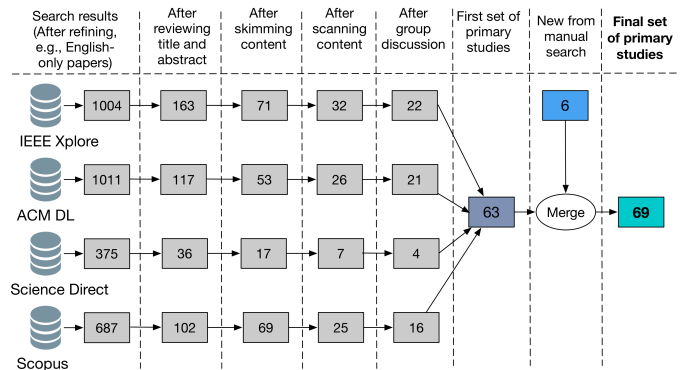 Search results
(After refining,
e.g., English-
only papers)
After
reviewing
title and
abstract
After
skimming
content
After
scanning
content
After
group
discussion
First set of
primary
studies
New from
manual
search
Final set
of primary
studies
1004
163
71
32
22
6
IEEE Xplore
1011
117
53
26
21
ACM DL
63
Merge
69
375
36
17
7
4
Science Direct
687
102
69
25
16
Scopus